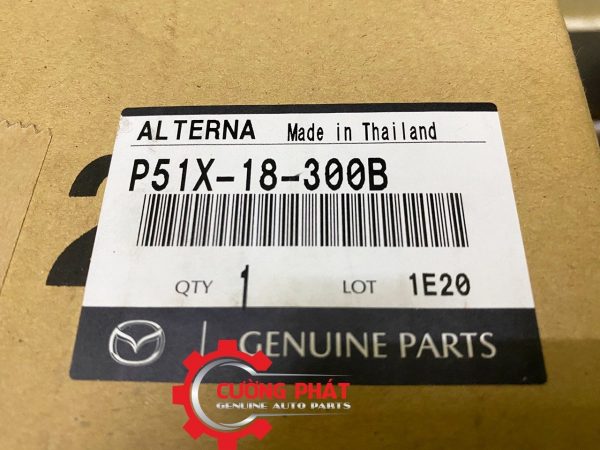 ALTERNA Made in Thailand
P51X-18-300B
QTY 1 LOT 1E20
GENUINE PARTS
CƯỜNG PHÁT
GENUINE AUTO PARTS